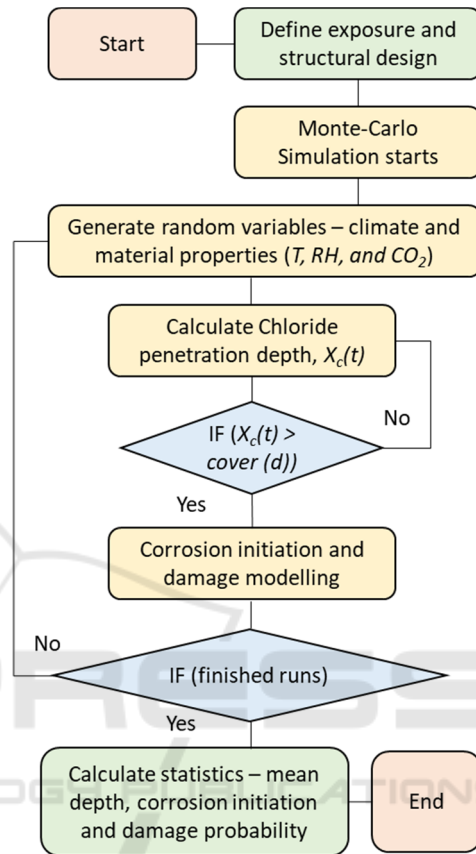 Start
Define exposure and
structural design
Monte-Carlo
Simulation starts
Generate random variables – climate and
material properties (T, RH, and CO₂)
Calculate Chloride
penetration depth, X꜀(t)
No
IF (X꜀(t) >
cover (d))
Yes
Corrosion initiation and
damage modelling
No
IF (finished runs)
Yes
Calculate statistics – mean
depth, corrosion initiation
and damage probability
End